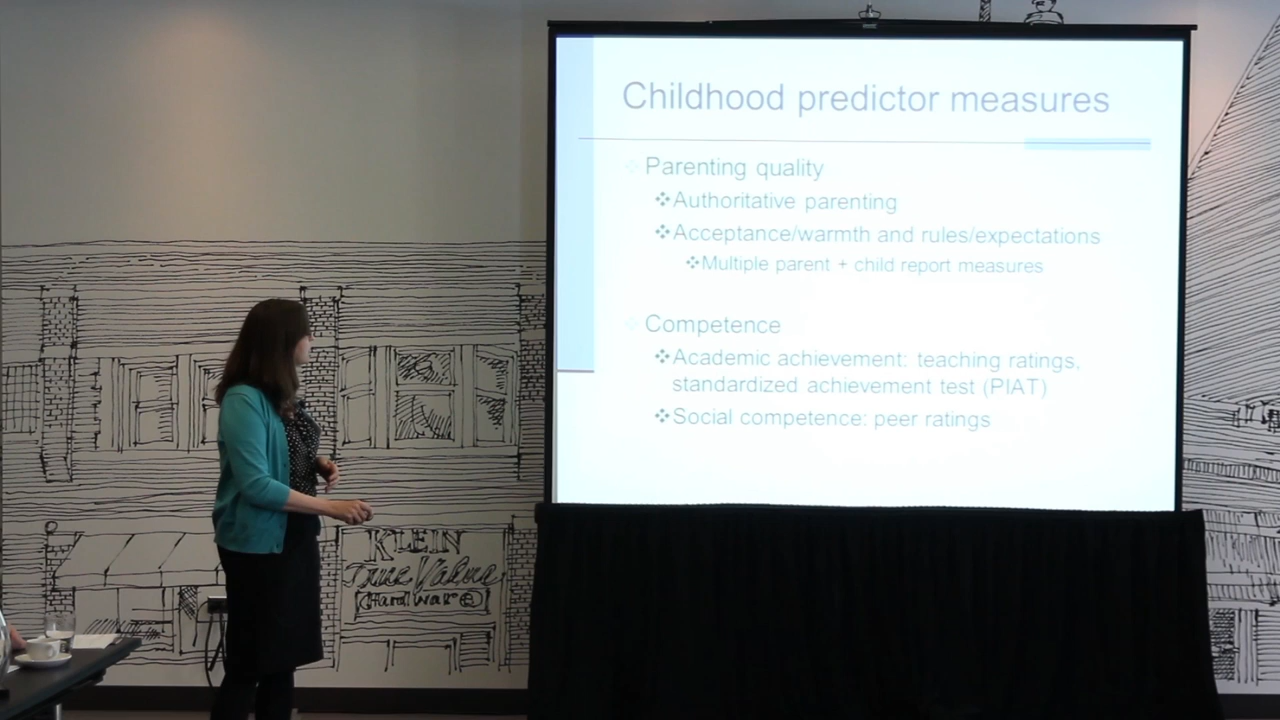 Childhood predictor measures
Parenting quality
Authoritative parenting
Acceptance/warmth and rules/expectations
Multiple parent + child report measures
Competence
Academic achievement: teaching ratings,
standardized achievement test (PIAT)
Social competence: peer ratings
KLEIN
True Value
Hardware